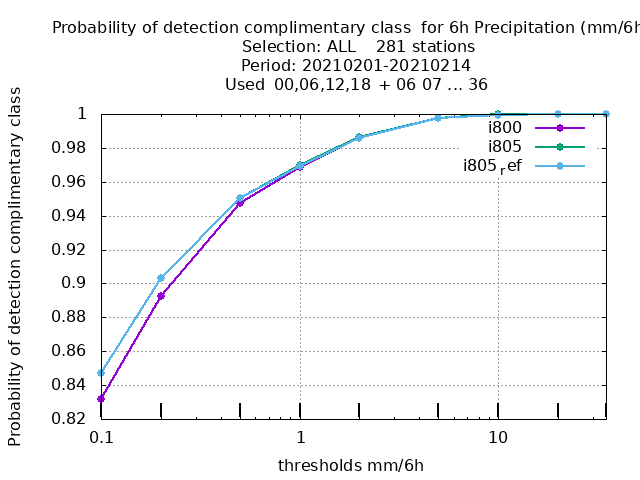 Probability of detection complimentary class  for 6h Precipitation (mm/6h
Selection: ALL    281 stations
Period: 20210201-20210214
Used  00,06,12,18  + 06 07 ... 36
Probability of detection complimentary class
1
0.98
0.96
0.94
0.92
0.9
0.88
0.86
0.84
0.82
i800
i805
i805ref
0.1
1
10
thresholds mm/6h